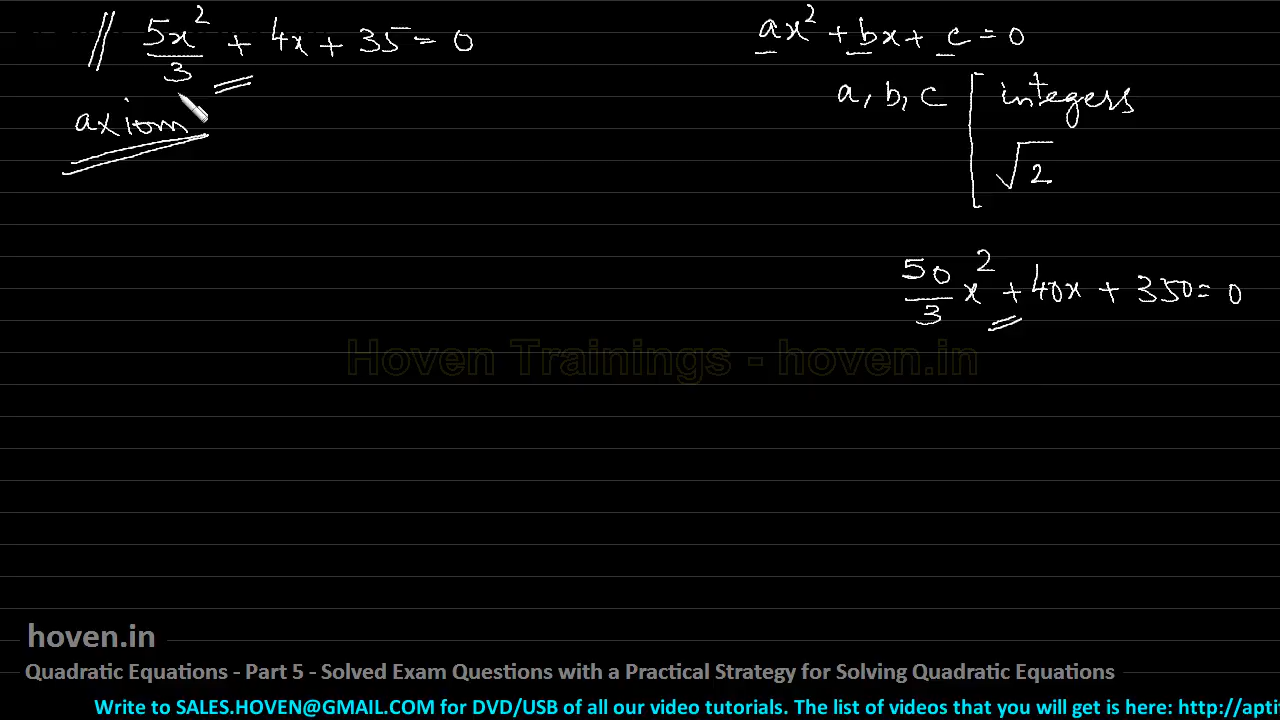 // 5x²/3 + 4x + 35 = 0
axiom
ax² + bx + c = 0
a, b, c [ integers
√2
50/3 x² + 40x + 350 = 0
Hoven Trainings - hoven.in
hoven.in
Quadratic Equations - Part 5 - Solved Exam Questions with a Practical Strategy for Solving Quadratic Equations
Write to SALES.HOVEN@GMAIL.COM for DVD/USB of all our video tutorials. The list of videos that you will get is here: http://apti